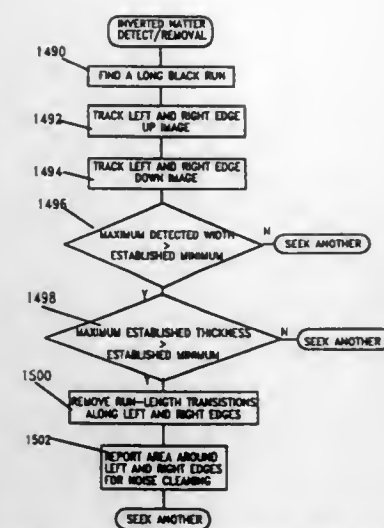 INVERTED MATTER
DETECT/REMOVAL
1490
FIND A LONG BLACK RUN
1492
TRACK LEFT AND RIGHT EDGE
UP IMAGE
1494
TRACK LEFT AND RIGHT EDGE
DOWN IMAGE
1496
MAXIMUM DETECTED WIDTH
>
ESTABLISHED MINIMUM
N
SEEK ANOTHER
Y
1498
MAXIMUM ESTABLISHED THICKNESS
>
ESTABLISHED MINIMUM
N
SEEK ANOTHER
Y
1500
REMOVE RUN-LENGTH TRANSISTIONS
ALONG LEFT AND RIGHT EDGES
1502
REPORT AREA AROUND
LEFT AND RIGHT EDGES
FOR NOISE CLEANING
SEEK ANOTHER